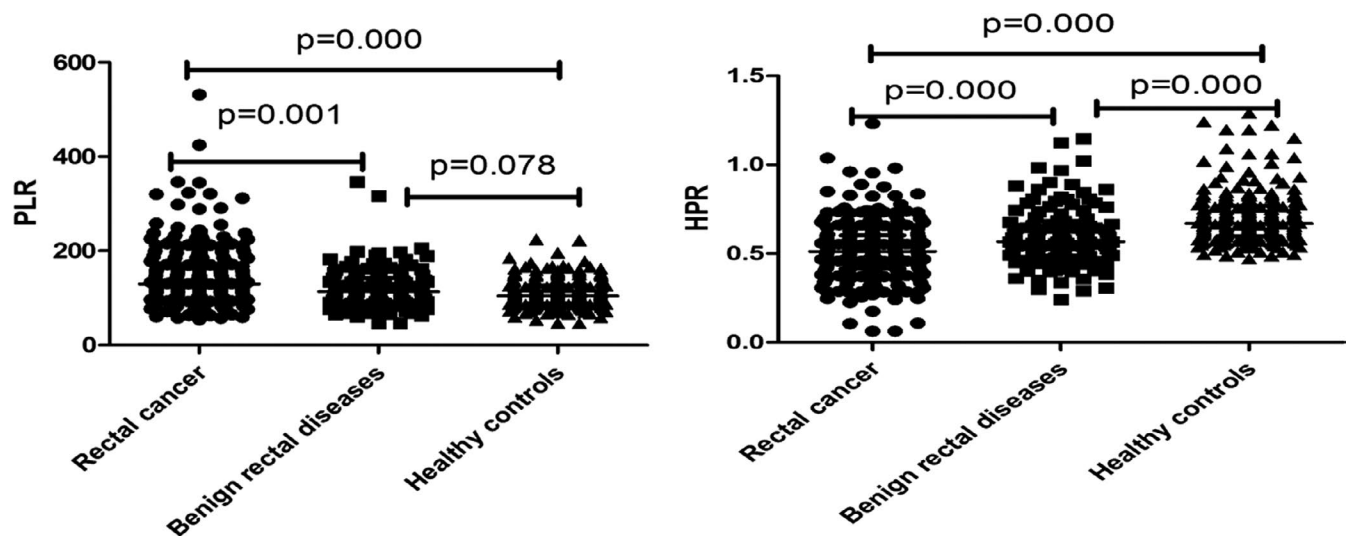 p=0.000
600
p=0.001
400
p=0.078
PLR
200
0
Rectal cancer
Benign rectal diseases
Healthy controls
p=0.000
1.5
p=0.000
p=0.000
1.0
HPR
0.5
0.0
Rectal cancer
Benign rectal diseases
Healthy controls